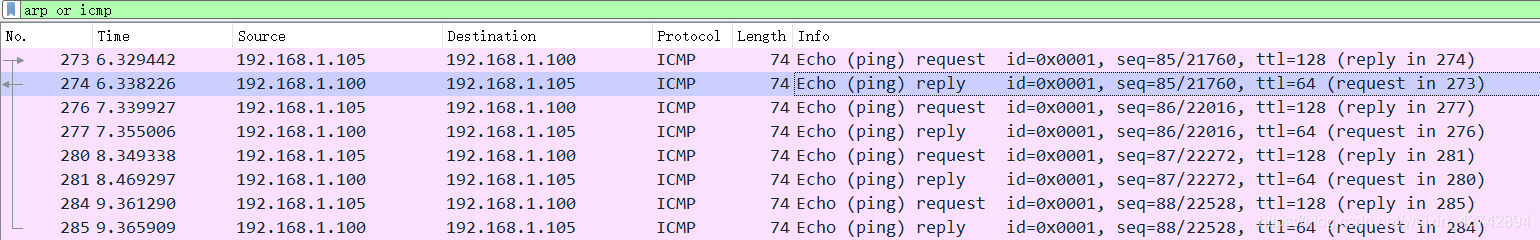 arp or icmp
No. Time Source Destination Protocol Length Info
273 6.329442 192.168.1.105 192.168.1.100 ICMP 74 Echo (ping) request id=0x0001, seq=85/21760, ttl=128 (reply in 274)
274 6.338226 192.168.1.100 192.168.1.105 ICMP 74 Echo (ping) reply id=0x0001, seq=85/21760, ttl=64 (request in 273)
276 7.339927 192.168.1.105 192.168.1.100 ICMP 74 Echo (ping) request id=0x0001, seq=86/22016, ttl=128 (reply in 277)
277 7.355006 192.168.1.100 192.168.1.105 ICMP 74 Echo (ping) reply id=0x0001, seq=86/22016, ttl=64 (request in 276)
280 8.349338 192.168.1.105 192.168.1.100 ICMP 74 Echo (ping) request id=0x0001, seq=87/22272, ttl=128 (reply in 281)
281 8.469297 192.168.1.100 192.168.1.105 ICMP 74 Echo (ping) reply id=0x0001, seq=87/22272, ttl=64 (request in 280)
284 9.361290 192.168.1.105 192.168.1.100 ICMP 74 Echo (ping) request id=0x0001, seq=88/22528, ttl=128 (reply in 285)
285 9.365909 192.168.1.100 192.168.1.105 ICMP 74 Echo (ping) reply id=0x0001, seq=88/22528, ttl=64 (request in 284)